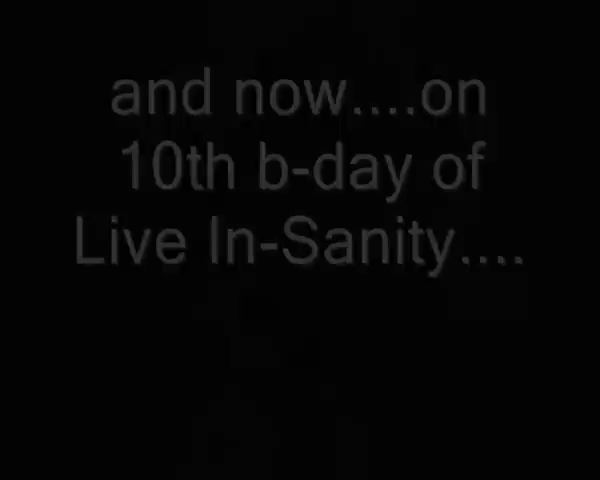 and now....on
10th b-day of
Live In-Sanity....